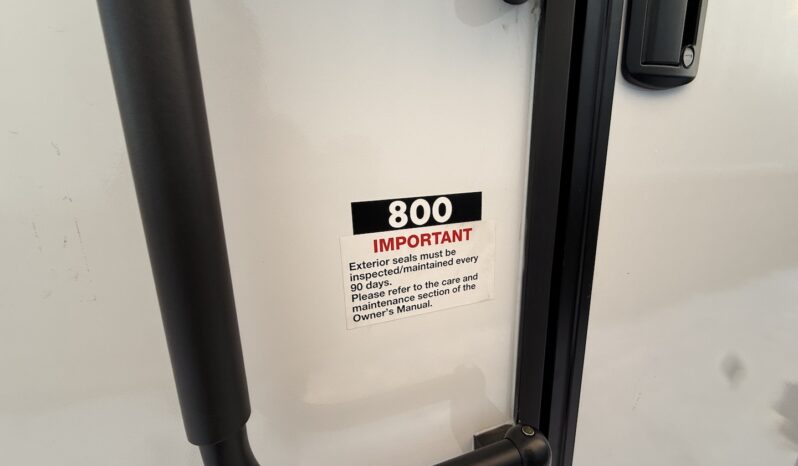 800
IMPORTANT
Exterior seals must be
inspected/maintained every
90 days.
Please refer to the care and
maintenance section of the
Owner's Manual.